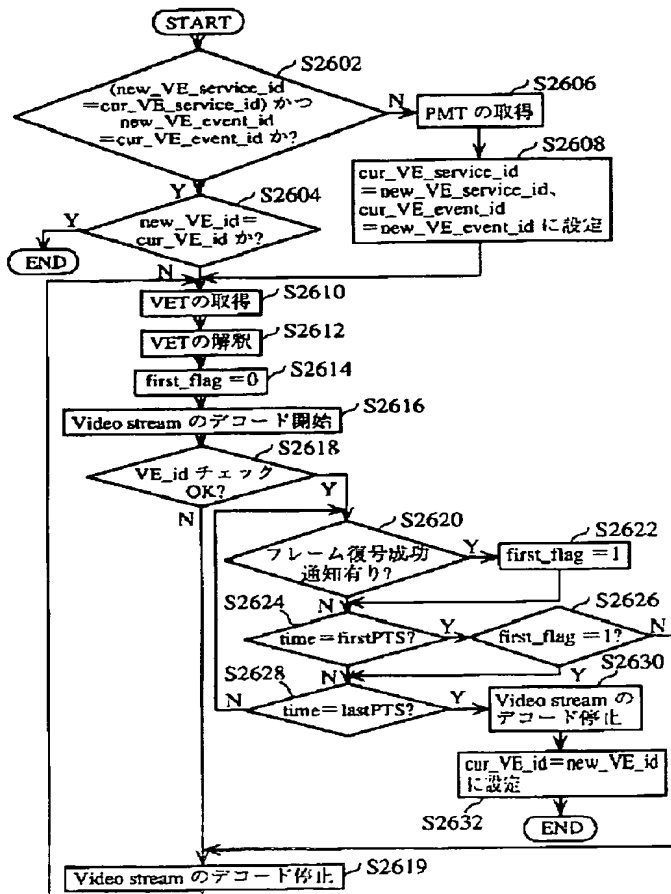 START
S2602
(new_VE_service_id
=cur_VE_service_id) かつ
new_VE_event_id
=cur_VE_event_id か?
N
S2606
PMT の取得
S2608
cur_VE_service_id
=new_VE_service_id、
cur_VE_event_id
=new_VE_event_id に設定
Y
S2604
Y
new_VE_id=
cur_VE_id か?
END
N
S2610
VETの取得
S2612
VETの解釈
S2614
first_flag =0
S2616
Video stream のデコード開始
S2618
VE_id チェック
OK?
Y
N
S2620
フレーム復号成功
通知有り?
Y
S2622
first_flag =1
N
S2624
time=firstPTS?
Y
S2626
first_flag =1?
N
N
Y
S2628
N
time=lastPTS?
Y
S2630
Video stream の
デコード停止
cur_VE_id=new_VE_id
に設定
S2632
END
S2619
Video stream のデコード停止